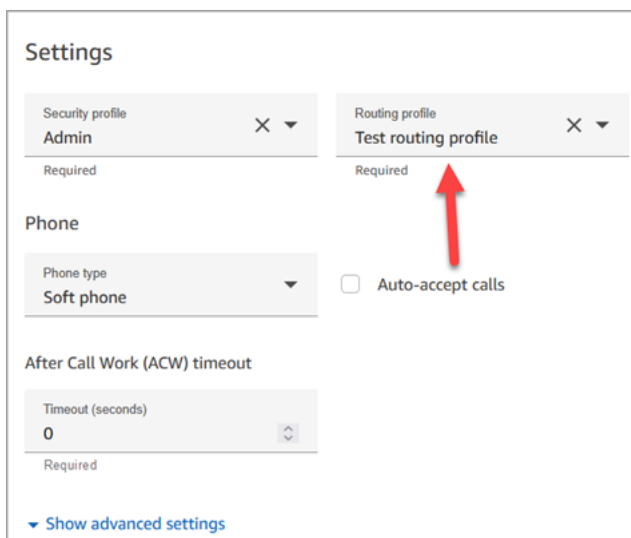 Settings
Security profile
Admin
Required
Routing profile
Test routing profile
Required
Phone
Phone type
Soft phone
Auto-accept calls
After Call Work (ACW) timeout
Timeout (seconds)
0
Required
Show advanced settings